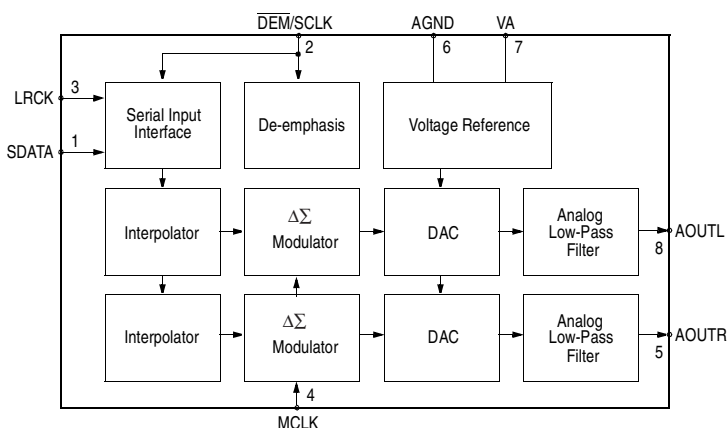 DEM/SCLK
AGND
VA
2
6
7
LRCK
3
SDATA
1
Serial Input
Interface
De-emphasis
Voltage Reference
Interpolator
ΔΣ
Modulator
DAC
Analog
Low-Pass
Filter
8
AOUTL
Interpolator
ΔΣ
Modulator
DAC
Analog
Low-Pass
Filter
5
AOUTR
4
MCLK